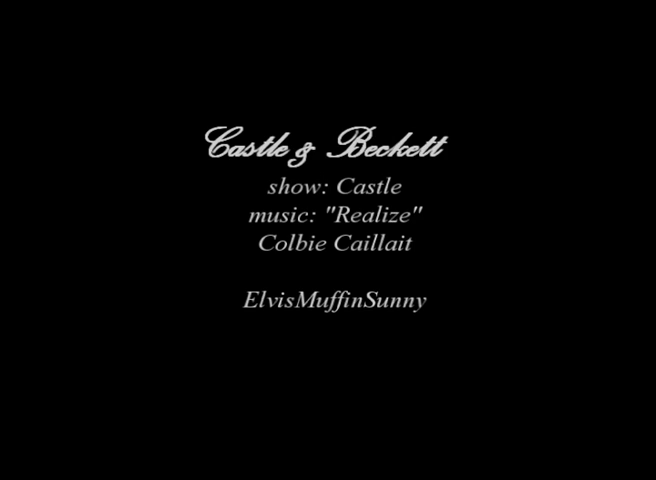 Castle & Beckett
show: Castle
music: "Realize"
Colbie Caillait
ElvisMuffinSunny